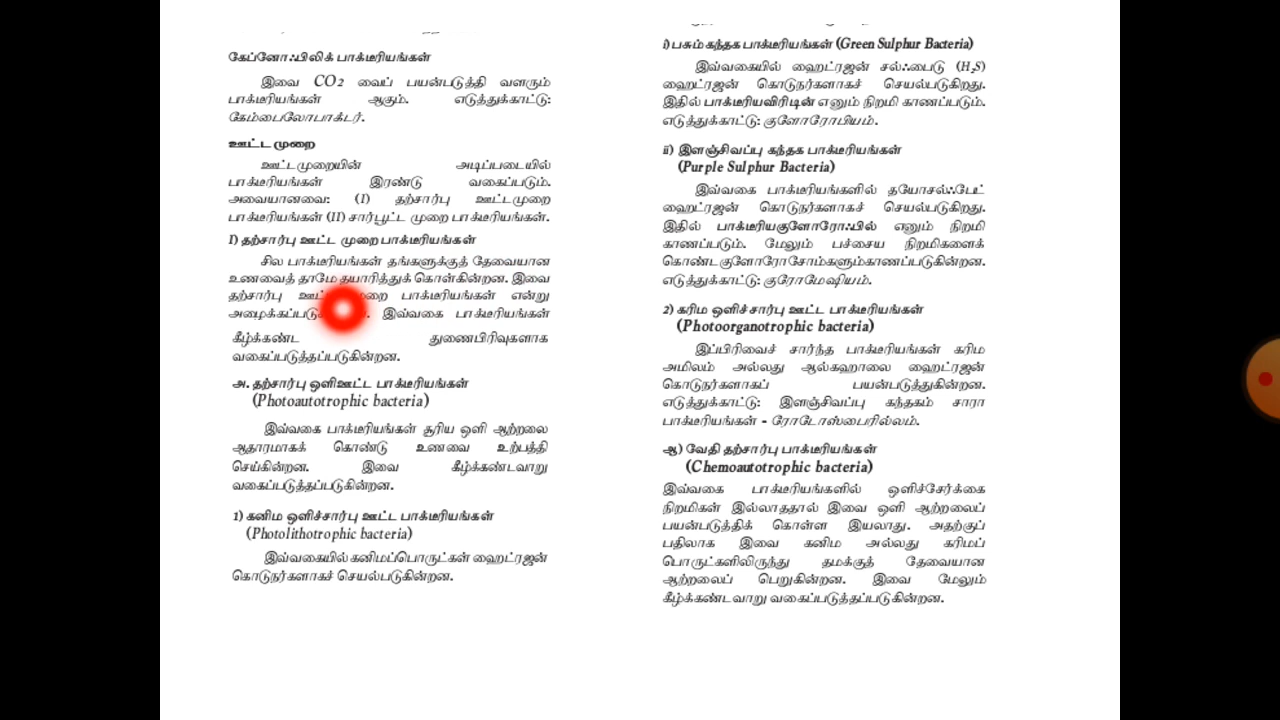 கேப்னோஃபிலிக் பாக்டீரியங்கள்
இவை CO2 வைப் பயன்படுத்தி வளரும்
பாக்டீரியங்கள் ஆகும். எடுத்துக்காட்டு:
கேம்பைலோபாக்டர்.
ஊட்டமுறை
ஊட்டமுறையின் அடிப்படையில்
பாக்டீரியங்கள் இரண்டு வகைப்படும்.
அவையானவை: (I) தற்சார்பு ஊட்டமுறை
பாக்டீரியங்கள் (II) சார்பூட்ட முறை பாக்டீரியங்கள்.
I) தற்சார்பு ஊட்ட முறை பாக்டீரியங்கள்
சில பாக்டீரியங்கள் தங்களுக்குத் தேவையான
உணவைத் தாமே தயாரித்துக் கொள்கின்றன. இவை
தற்சார்பு பாக்டீரியங்கள் என்று
இவ்வகை பாக்டீரியங்கள்
கீழ்க்கண்ட துணைபிரிவுகளாக
வகைப்படுத்தப்படுகின்றன.
அ. தற்சார்பு ஒளிஊட்ட பாக்டீரியங்கள்
(Photoautotrophic bacteria)
இவ்வகை பாக்டீரியங்கள் சூரிய ஒளி ஆற்றலை
ஆதாரமாகக் கொண்டு உணவை உற்பத்தி
செய்கின்றன. இவை கீழ்க்கண்டவாறு
வகைப்படுத்தப்படுகின்றன.
1) கனிம ஒளிச்சார்பு ஊட்ட பாக்டீரியங்கள்
(Photolithotrophic bacteria)
இவ்வகையில் கனிமப்பொருட்கள் ஹைட்ரஜன்
கொடுநர்களாகச் செயல்படுகின்றன.
i) பசும் கந்தக பாக்டீரியங்கள் (Green Sulphur Bacteria)
இவ்வகையில் ஹைட்ரஜன் சல்ஃபைடு (H₂S)
ஹைட்ரஜன் கொடுநர்களாகச் செயல்படுகிறது.
இதில் பாக்டீரியவிரிடின் எனும் நிறமி காணப்படும்.
எடுத்துக்காட்டு: குளோரோபியம்.
ii) இளஞ்சிவப்பு கந்தக பாக்டீரியங்கள்
(Purple Sulphur Bacteria)
இவ்வகை பாக்டீரியங்களில் தயோசல்ஃபேட்
ஹைட்ரஜன் கொடுநர்களாகச் செயல்படுகிறது.
இதில் பாக்டீரியகுளோரோஃபில் எனும் நிறமி
காணப்படும். மேலும் பச்சைய நிறமிகளைக்
கொண்டகுளோரோசோம்களும்காணப்படுகின்றன.
எடுத்துக்காட்டு: குரோமேஷியம்.
2) கரிம ஒளிச்சார்பு ஊட்ட பாக்டீரியங்கள்
(Photoorganotrophic bacteria)
இப்பிரிவைச் சார்ந்த பாக்டீரியங்கள் கரிம
அமிலம் அல்லது ஆல்கஹாலை ஹைட்ரஜன்
கொடுநர்களாகப் பயன்படுத்துகின்றன.
எடுத்துக்காட்டு: இளஞ்சிவப்பு கந்தகம் சாரா
பாக்டீரியங்கள் - ரோடோஸ்பைரில்லம்.
ஆ) வேதி தற்சார்பு பாக்டீரியங்கள்
(Chemoautotrophic bacteria)
இவ்வகை பாக்டீரியங்களில் ஒளிச்சேர்க்கை
நிறமிகள் இல்லாததால் இவை ஒளி ஆற்றலைப்
பயன்படுத்திக் கொள்ள இயலாது. அதற்குப்
பதிலாக இவை கனிம அல்லது கரிமப்
பொருட்களிலிருந்து தமக்குத் தேவையான
ஆற்றலைப் பெறுகின்றன. இவை மேலும்
கீழ்க்கண்டவாறு வகைப்படுத்தப்படுகின்றன.